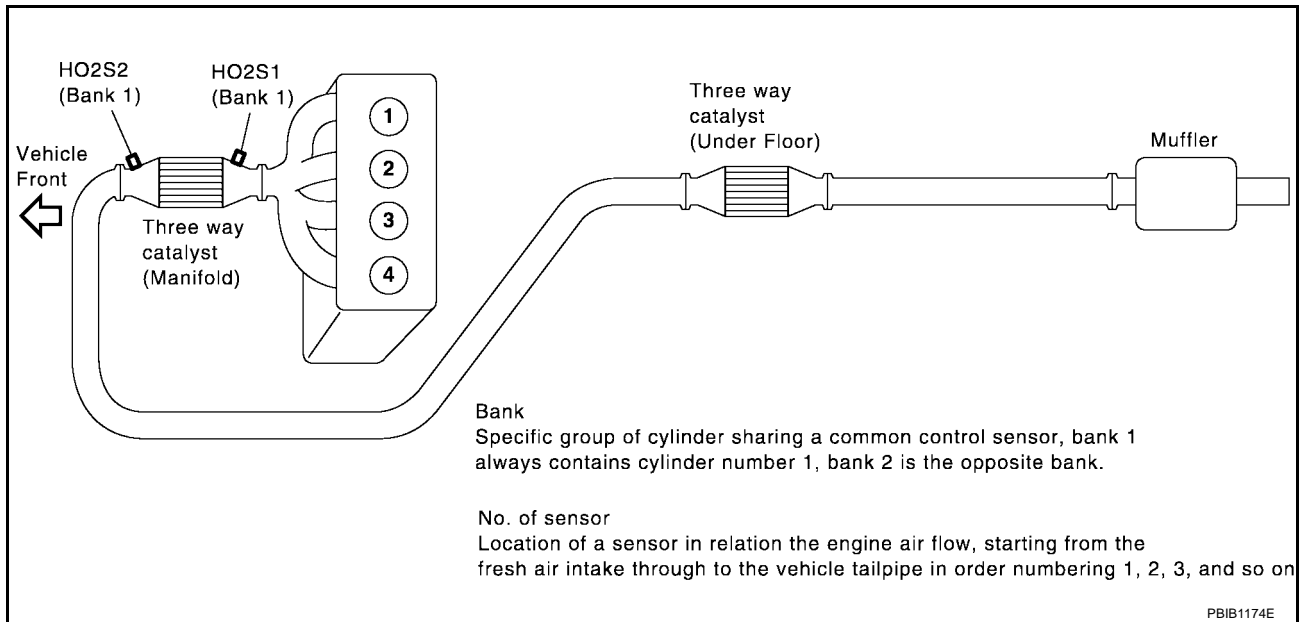 HO2S2
(Bank 1)
HO2S1
(Bank 1)
Vehicle
Front
Three way
catalyst
(Manifold)
1
2
3
4
Three way
catalyst
(Under Floor)
Muffler
Bank
Specific group of cylinder sharing a common control sensor, bank 1
always contains cylinder number 1, bank 2 is the opposite bank.
No. of sensor
Location of a sensor in relation the engine air flow, starting from the
fresh air intake through to the vehicle tailpipe in order numbering 1, 2, 3, and so on
PBIB1174E